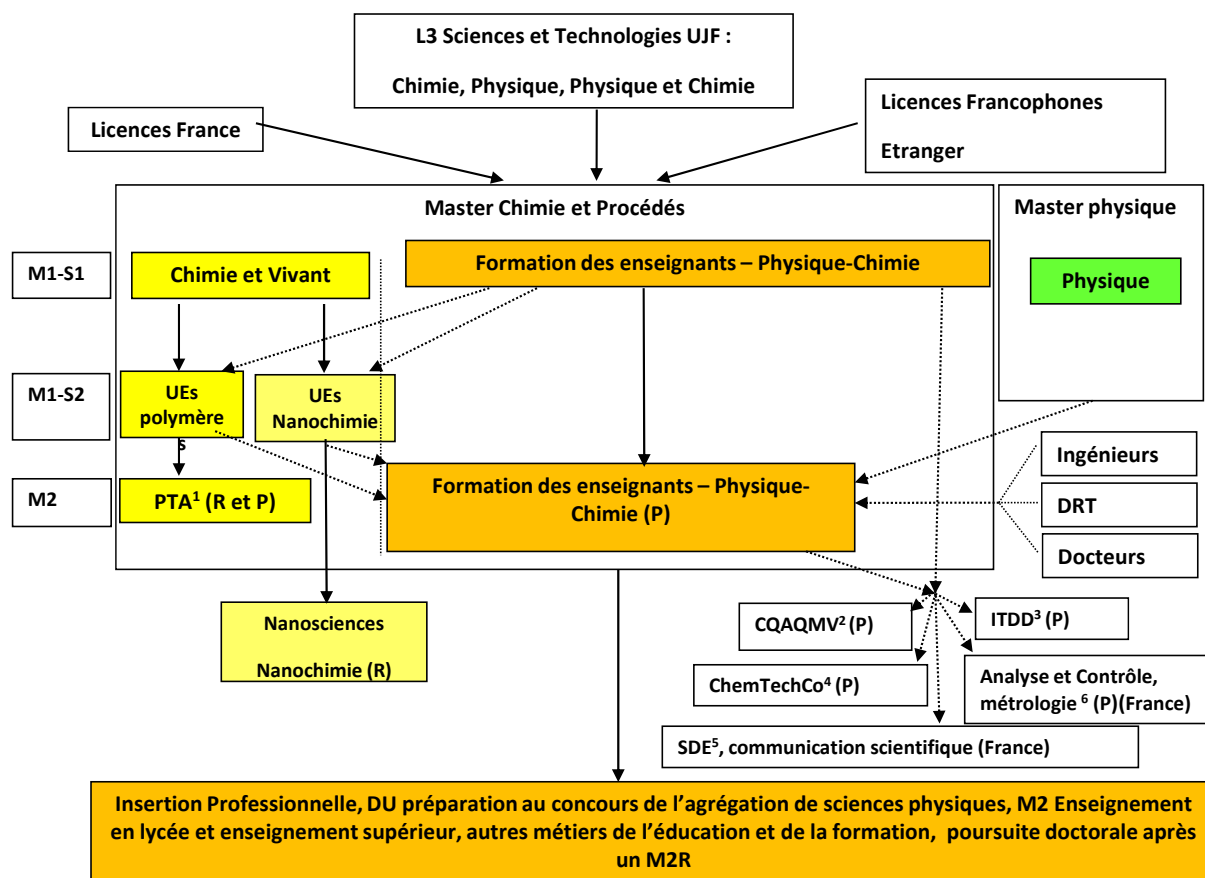 L3 Sciences et Technologies UJF :
Chimie, Physique, Physique et Chimie
Licences France
Licences Francophones
Etranger
Master Chimie et Procédés
Master physique
M1-S1
Chimie et Vivant
Formation des enseignants – Physique-Chimie
Physique
M1-S2
UEs
polymère
s
UEs
Nanochimie
M2
PTA¹ (R et P)
Formation des enseignants – Physique-
Chimie (P)
Ingénieurs
DRT
Docteurs
Nanosciences
Nanochimie (R)
CQAQMV² (P)
ITDD³ (P)
ChemTechCo⁴ (P)
Analyse et Contrôle,
métrologie ⁶ (P)(France)
SDE⁵, communication scientifique (France)
Insertion Professionnelle, DU préparation au concours de l'agrégation de sciences physiques, M2 Enseignement
en lycée et enseignement supérieur, autres métiers de l'éducation et de la formation, poursuite doctorale après
un M2R